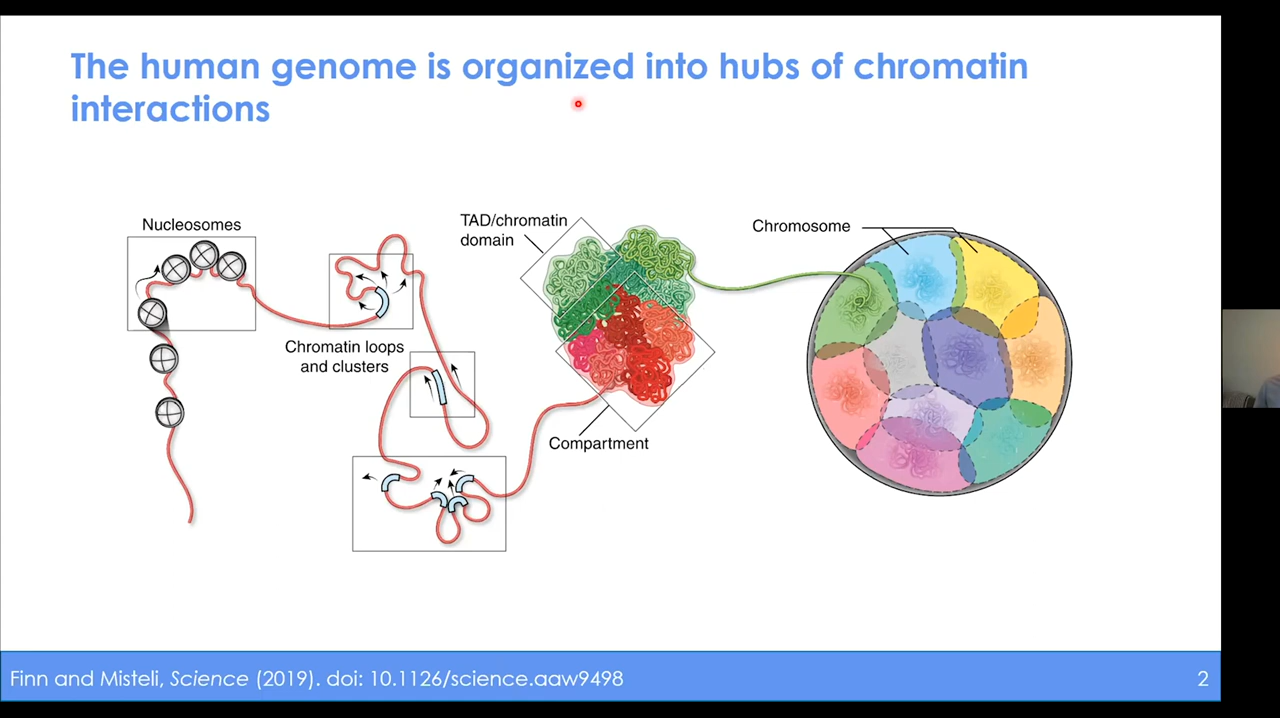 The human genome is organized into hubs of chromatin
interactions
Nucleosomes
Chromatin loops
and clusters
TAD/chromatin
domain
Compartment
Chromosome
Finn and Misteli, Science (2019). doi: 10.1126/science.aaw9498
2